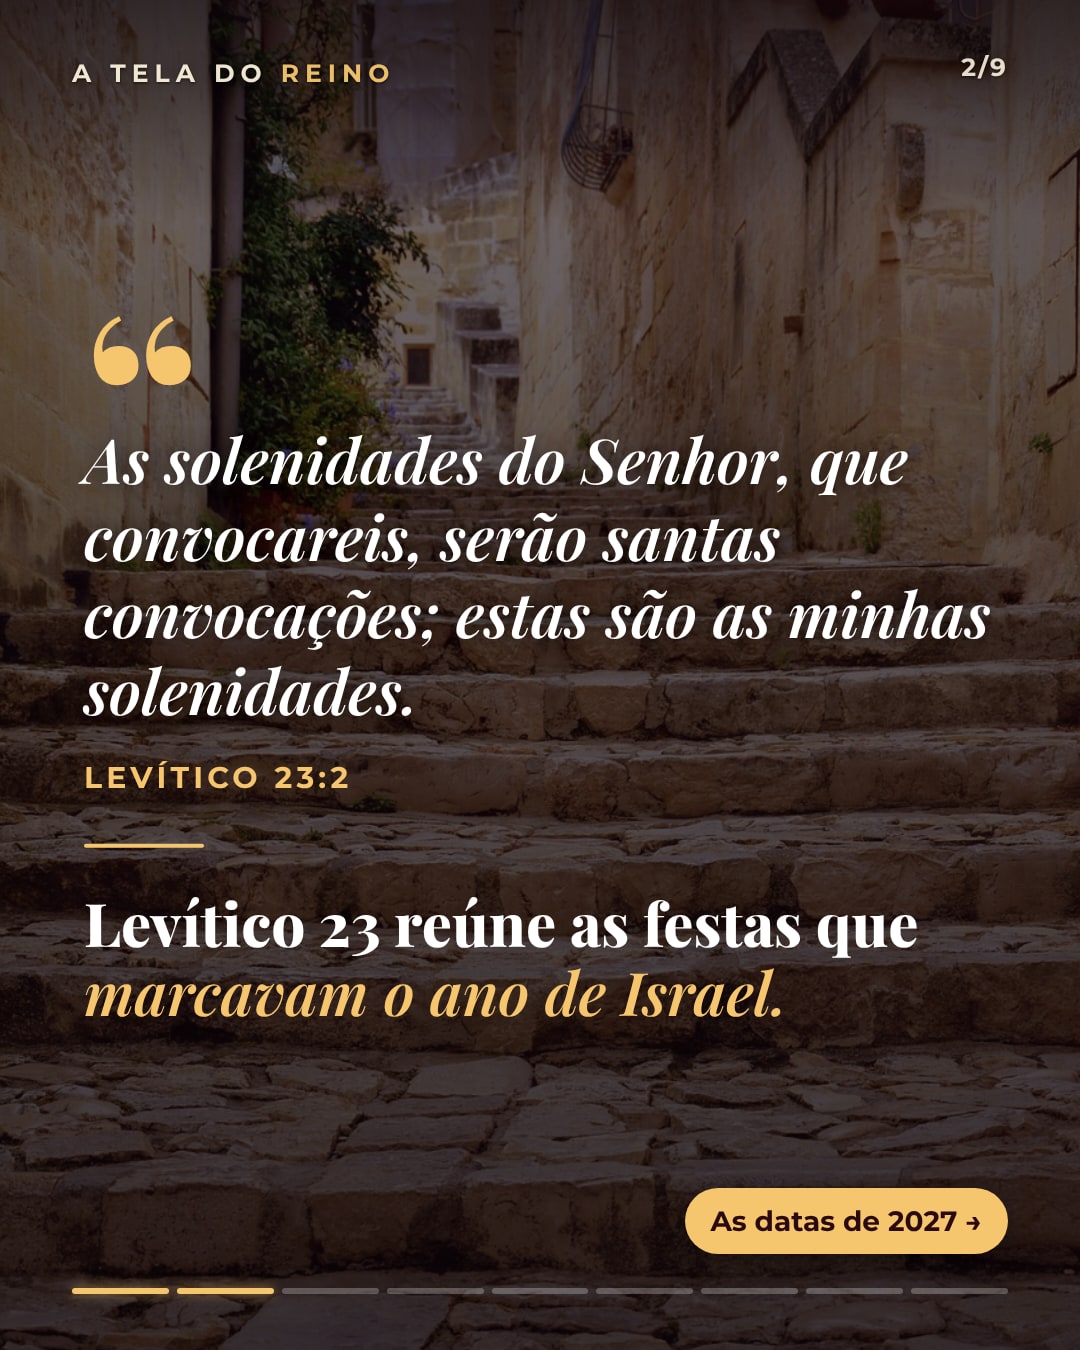 A TELA DO REINO
2/9
“
As solenidades do Senhor, que
convocareis, serão santas
convocações; estas são as minhas
solenidades.
LEVÍTICO 23:2
Levítico 23 reúne as festas que
marcavam o ano de Israel.
As datas de 2027 →